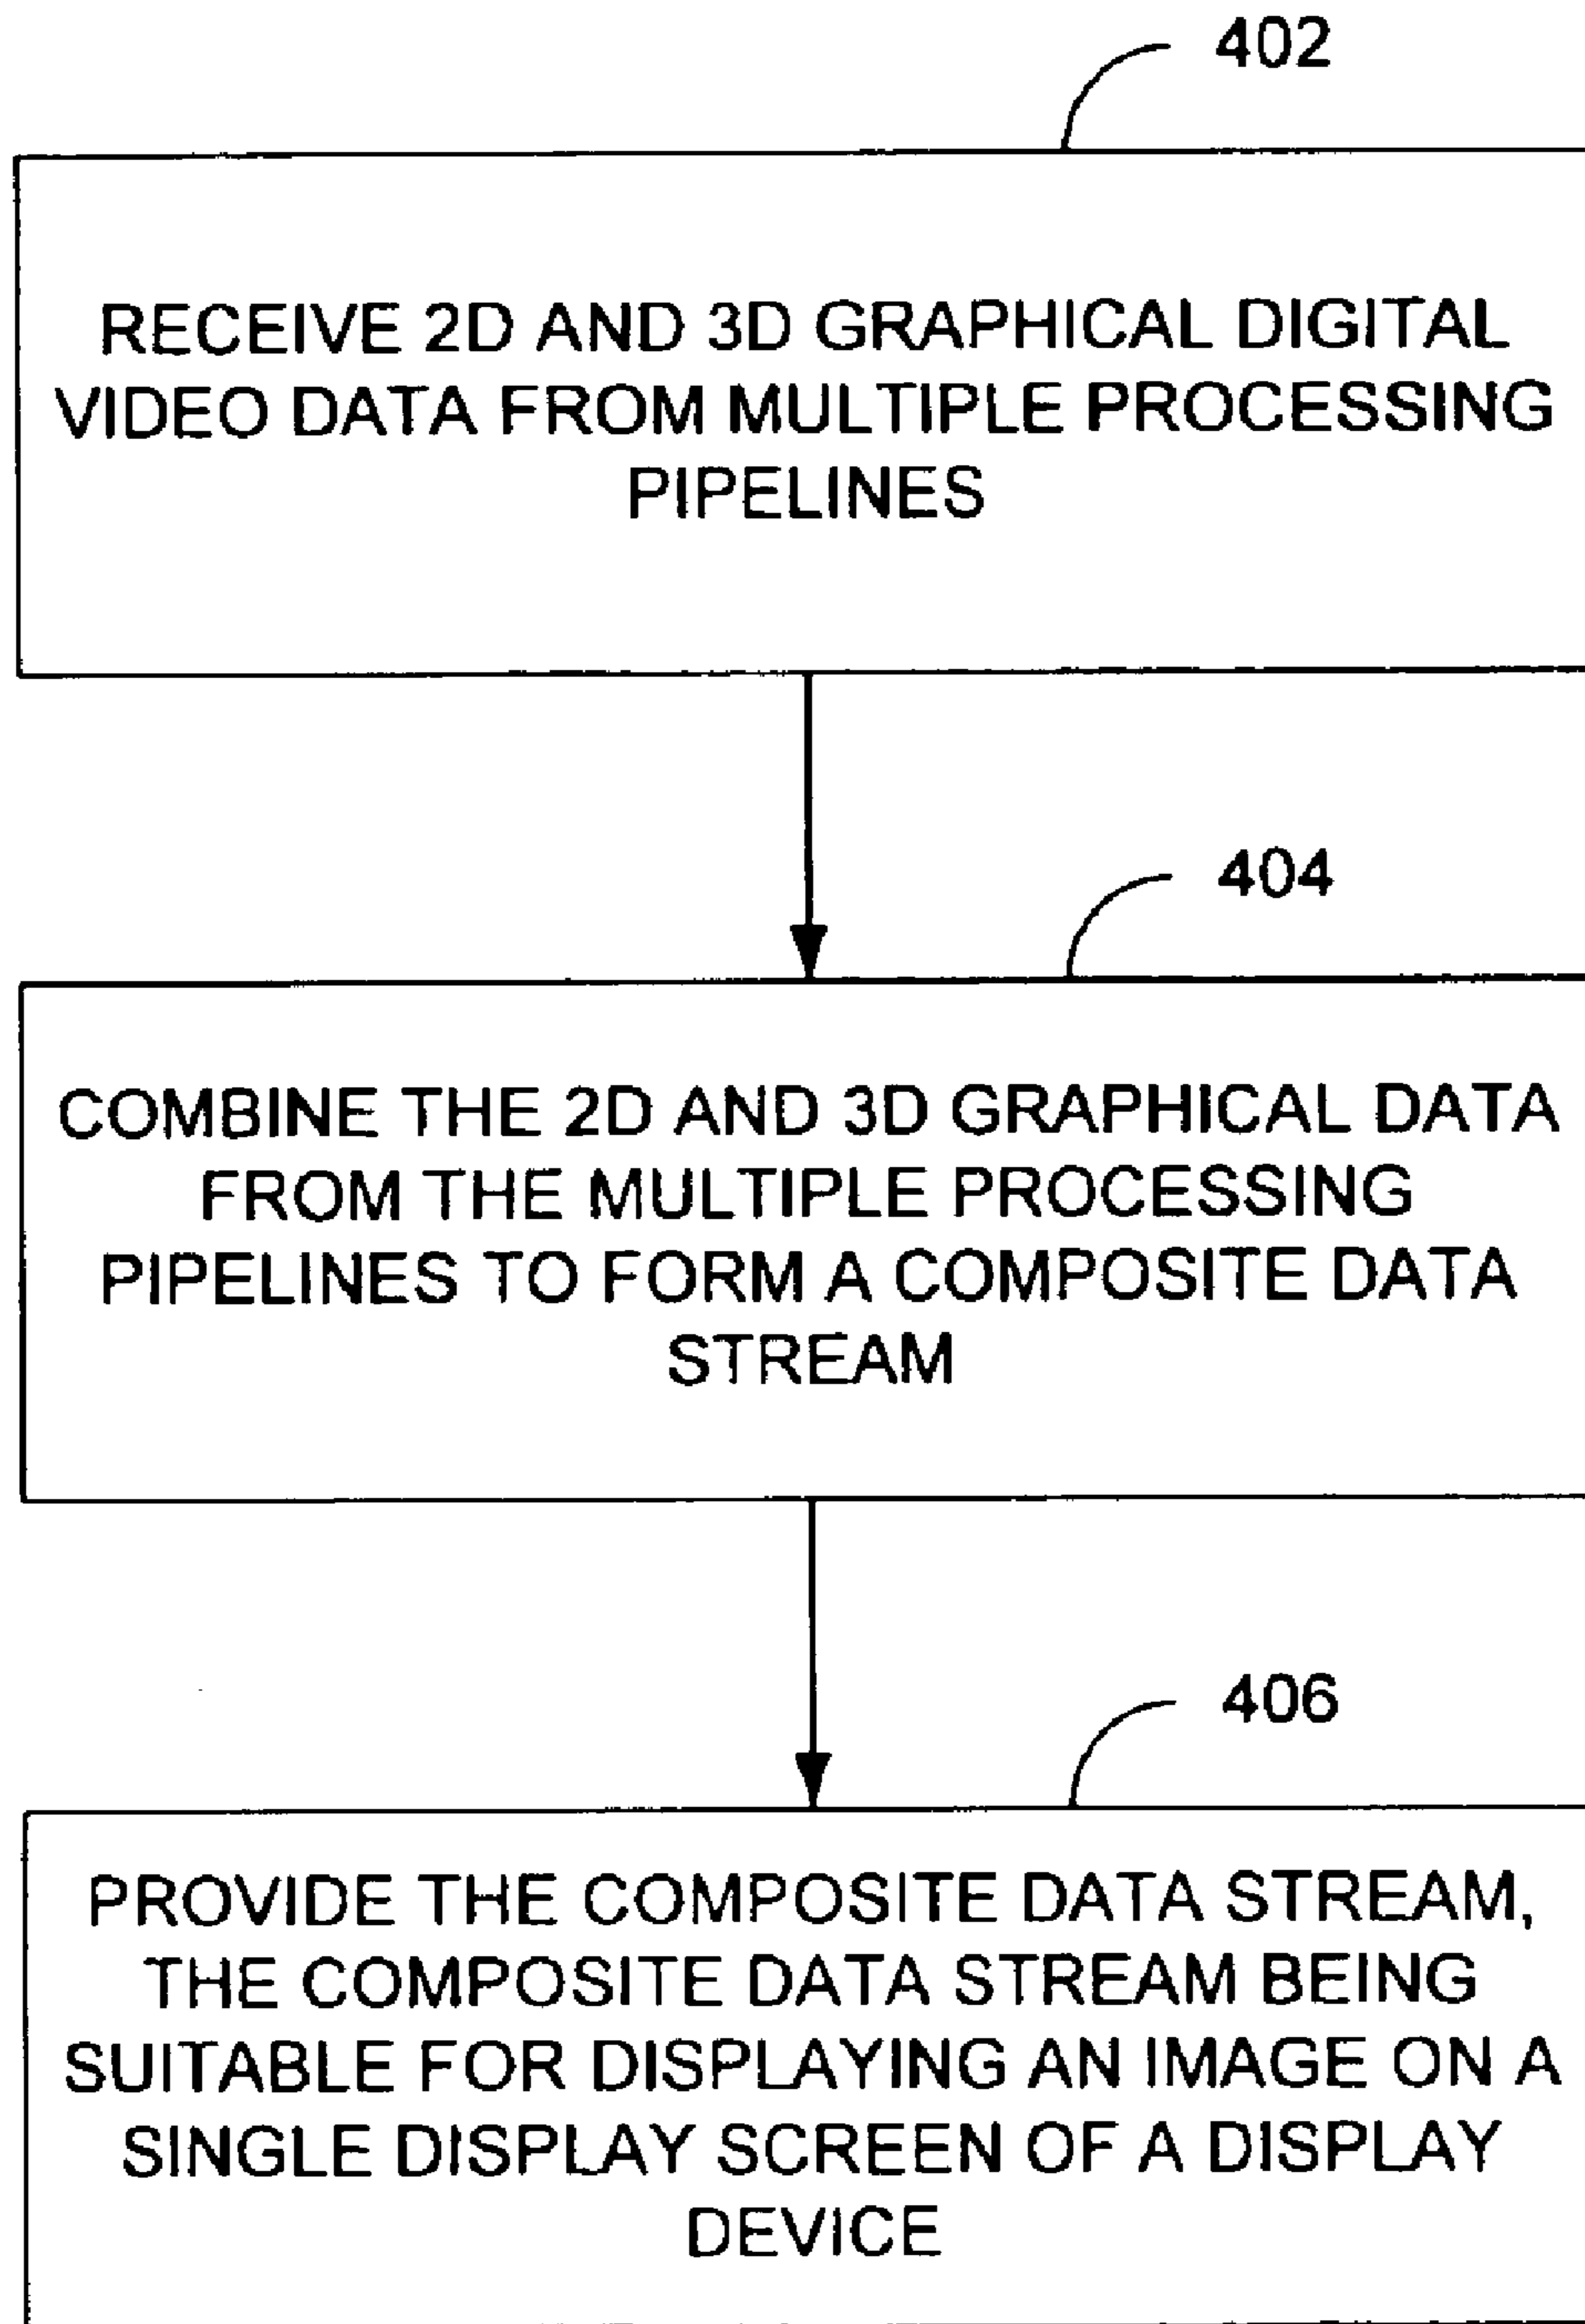 402
RECEIVE 2D AND 3D GRAPHICAL DIGITAL
VIDEO DATA FROM MULTIPLE PROCESSING
PIPELINES
404
COMBINE THE 2D AND 3D GRAPHICAL DATA
FROM THE MULTIPLE PROCESSING
PIPELINES TO FORM A COMPOSITE DATA
STREAM
406
PROVIDE THE COMPOSITE DATA STREAM,
THE COMPOSITE DATA STREAM BEING
SUITABLE FOR DISPLAYING AN IMAGE ON A
SINGLE DISPLAY SCREEN OF A DISPLAY
DEVICE